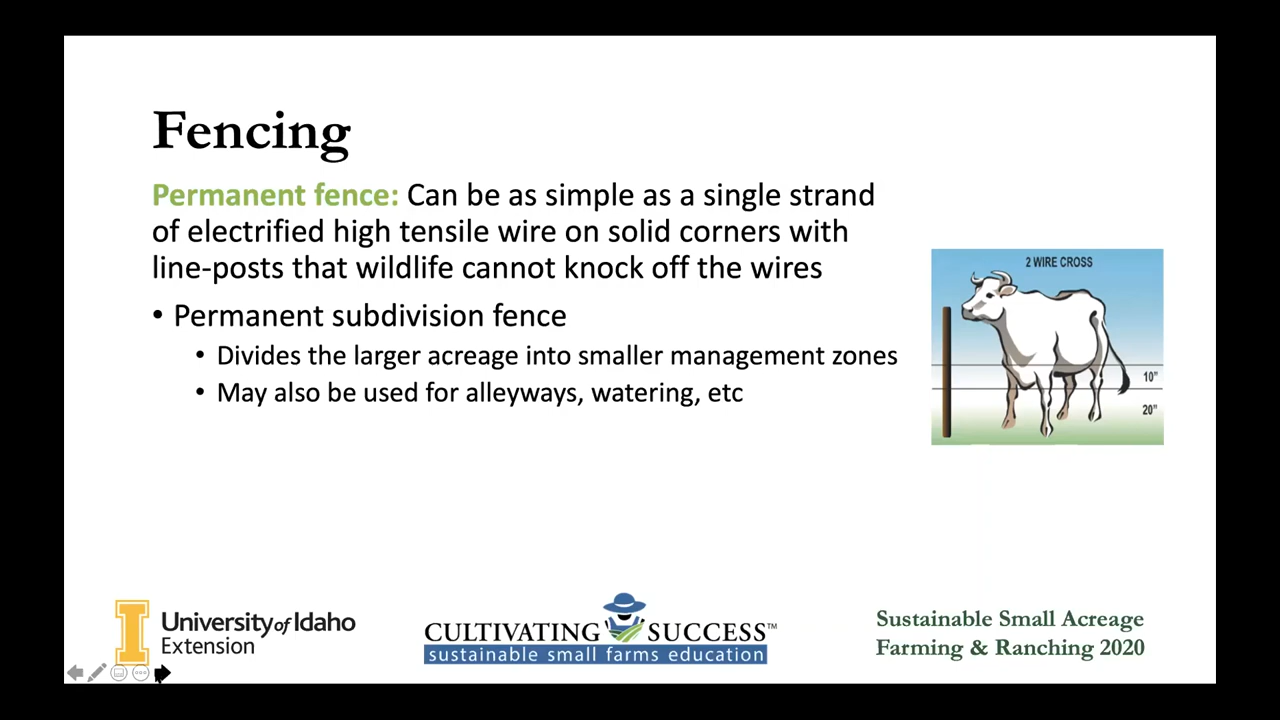 Fencing
Permanent fence: Can be as simple as a single strand
of electrified high tensile wire on solid corners with
line-posts that wildlife cannot knock off the wires
• Permanent subdivision fence
• Divides the larger acreage into smaller management zones
• May also be used for alleyways, watering, etc
2 WIRE CROSS
10"
20"
I
University of Idaho
Extension
CULTIVATING SUCCESS™
sustainable small farms education
Sustainable Small Acreage
Farming & Ranching 2020